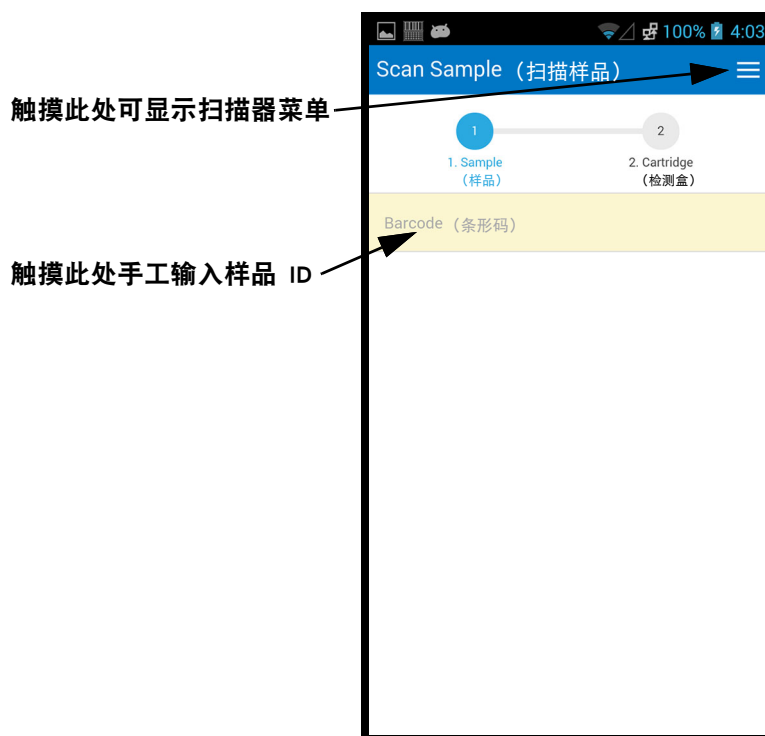 100% 4:03
Scan Sample（扫描样品）
触摸此处可显示扫描器菜单
1
2
1. Sample
（样品）
2. Cartridge
（检测盒）
Barcode（条形码）
触摸此处手工输入样品 ID